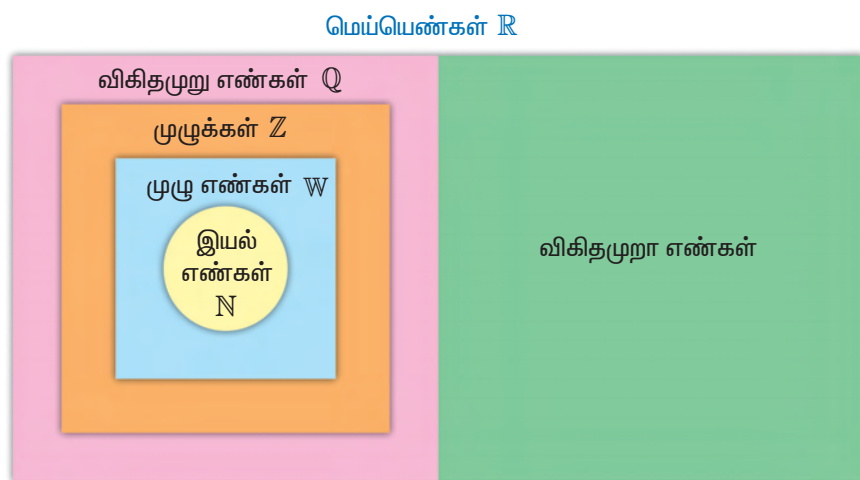 மெய்யெண்கள் ℝ
விகிதமுறு எண்கள் ℚ
முழுக்கள் ℤ
முழு எண்கள் 𝕎
இயல்
எண்கள்
ℕ
விகிதமுறா எண்கள்